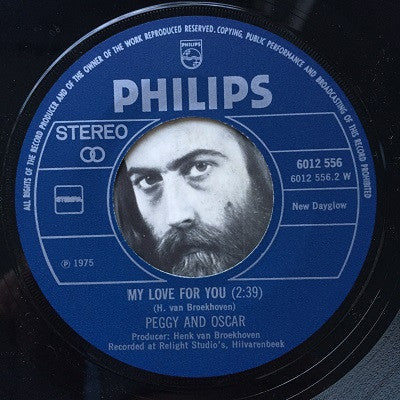 ALL RIGHTS OF THE RECORD PRODUCER AND OF THE OWNER OF THE WORK REPRODUCED RESERVED. COPYING, PUBLIC PERFORMANCE AND BROADCASTING OF THIS RECORD PROHIBITED
PHILIPS
PHILIPS
STEREO
6012 556
6012 556.2 W
STEMRA
New Dayglow
℗ 1975
MY LOVE FOR YOU (2:39)
(H. van Broekhoven)
PEGGY AND OSCAR
Producer: Henk van Broekhoven
Recorded at Relight Studio's, Hilvarenbeek